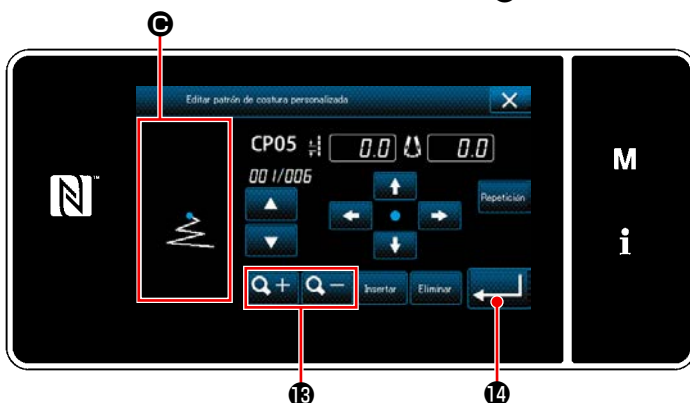 C
Editar patrón de costura personalizada
CP05 0.0 0.0
001/006
M
Repetición
i
Insertar Eliminar
⓭ ⓮